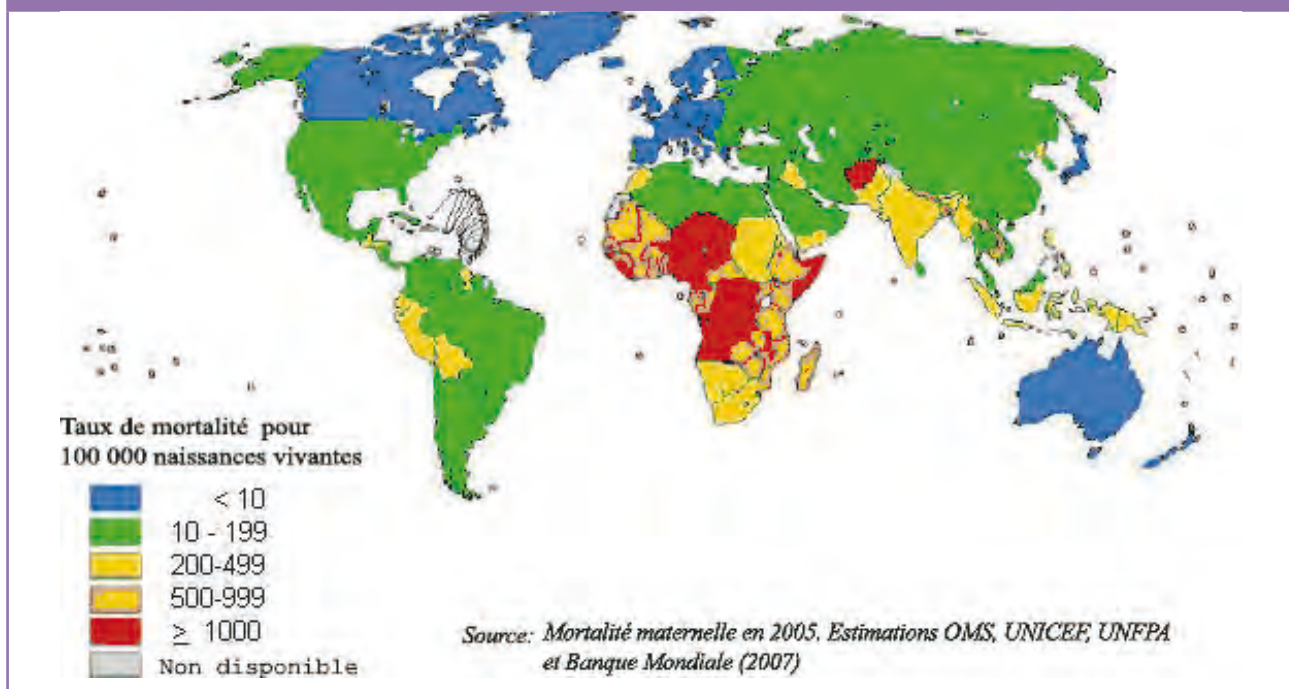 Taux de mortalité pour
100 000 naissances vivantes
< 10
10 - 199
200-499
500-999
≥ 1000
Non disponible
Source: Mortalité maternelle en 2005. Estimations OMS, UNICEF, UNFPA
et Banque Mondiale (2007)